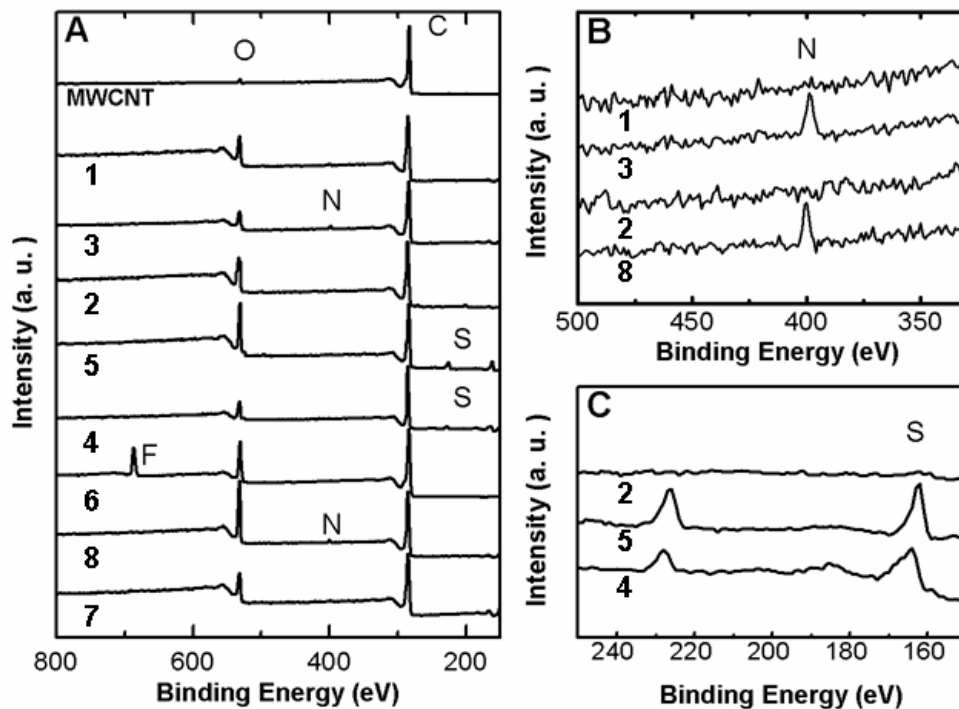 A
C
O
MWCNT
1
N
3
2
S
5
S
4
F
6
N
8
7
800 600 400 200
Binding Energy (eV)
Intensity (a. u.)
B
N
1
3
2
8
500 450 400 350
Binding Energy (eV)
Intensity (a. u.)
C
S
2
5
4
240 220 200 180 160
Binding Energy (eV)
Intensity (a. u.)